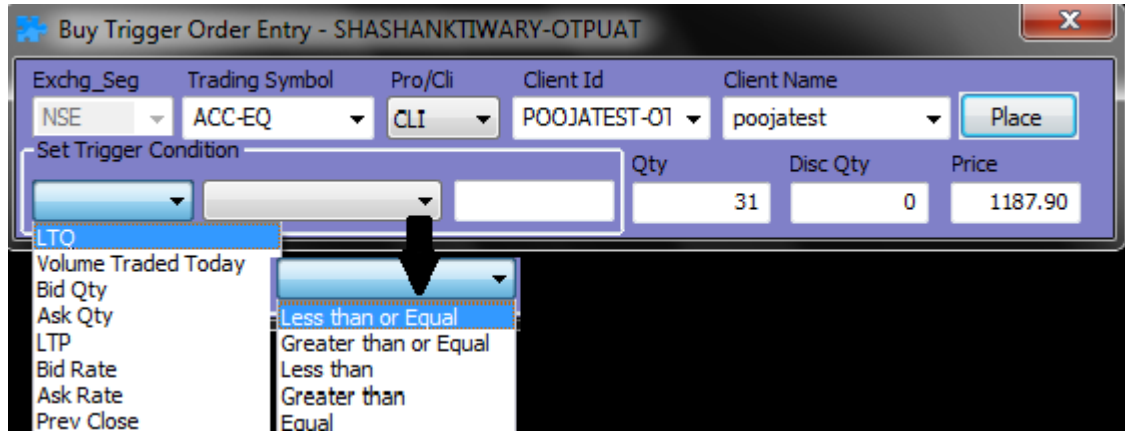 Buy Trigger Order Entry - SHASHANKTIWARY-OTPUAT
Exchg_Seg Trading Symbol Pro/Cli Client Id Client Name
NSE ACC-EQ CLI POOJATEST-OT poojatest Place
Set Trigger Condition Qty Disc Qty Price
31 0 1187.90
LTQ
Volume Traded Today
Bid Qty
Ask Qty
LTP
Bid Rate
Ask Rate
Prev Close
Less than or Equal
Greater than or Equal
Less than
Greater than
Equal